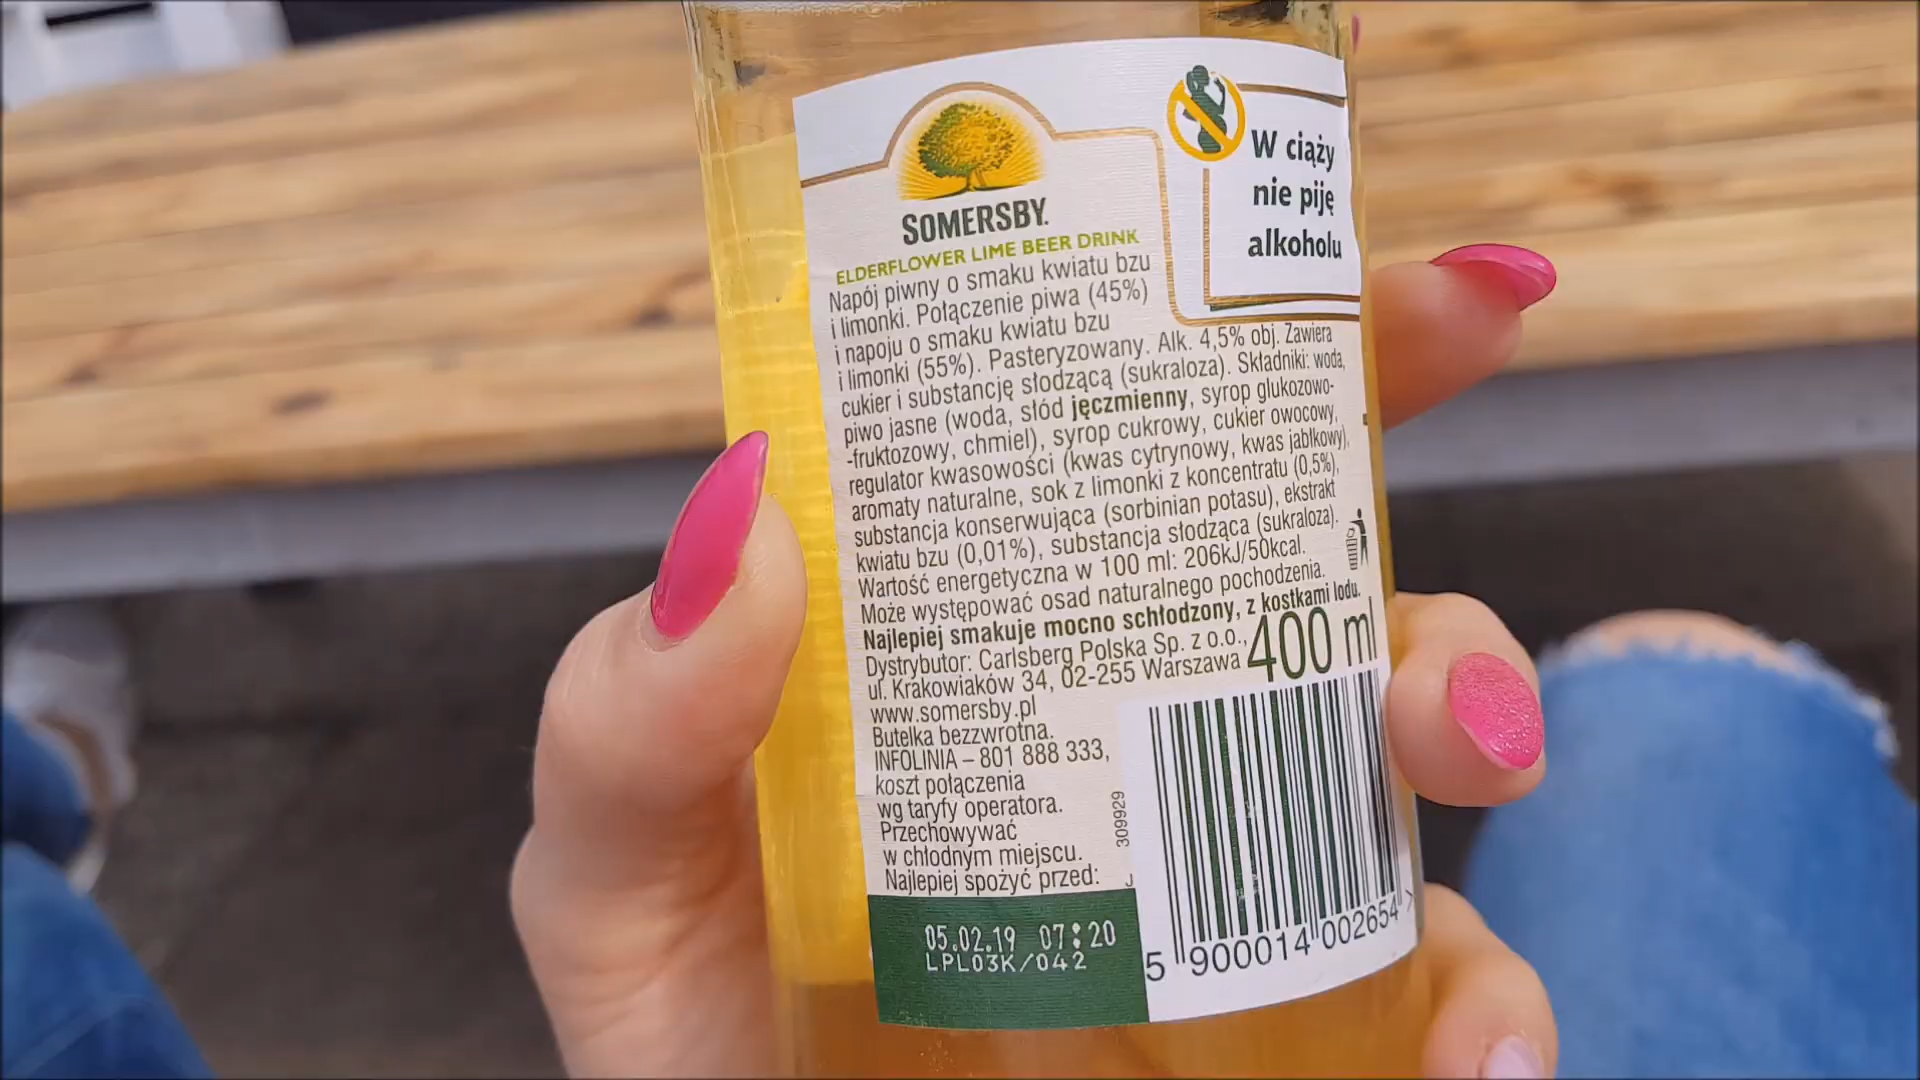 SOMERSBY.
ELDERFLOWER LIME BEER DRINK
W ciąży
nie piję
alkoholu
Napój piwny o smaku kwiatu bzu
i limonki. Połączenie piwa (45%)
i napoju o smaku kwiatu bzu
i limonki (55%). Pasteryzowany. Alk. 4,5% obj. Zawiera
cukier i substancję słodzącą (sukraloza). Składniki: woda,
piwo jasne (woda, słód jęczmienny, syrop glukozowo-
-fruktozowy, chmiel), syrop cukrowy, cukier owocowy,
regulator kwasowości (kwas cytrynowy, kwas jabłkowy),
aromaty naturalne, sok z limonki z koncentratu (0,5%),
substancja konserwująca (sorbinian potasu), ekstrakt
kwiatu bzu (0,01%), substancja słodząca (sukraloza).
Wartość energetyczna w 100 ml: 206kJ/50kcal.
Może występować osad naturalnego pochodzenia.
Najlepiej smakuje mocno schłodzony, z kostkami lodu.
Dystrybutor: Carlsberg Polska Sp. z o.o.,
ul. Krakowiaków 34, 02-255 Warszawa
400 ml
www.somersby.pl
Butelka bezzwrotna.
INFOLINIA – 801 888 333,
koszt połączenia
wg taryfy operatora.
Przechowywać
w chłodnym miejscu.
Najlepiej spożyć przed:
309929
J
05.02.19 07:20
LPL03K/042
5 900014 002654 >